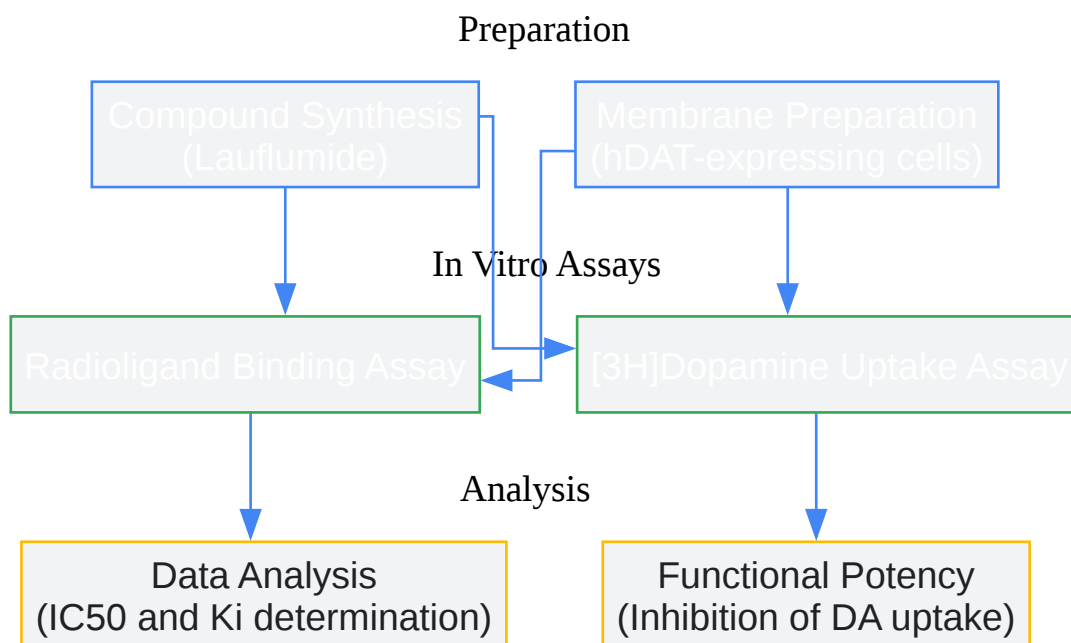 Preparation
Compound Synthesis
(Lauflumide)
Membrane Preparation
(hDAT-expressing cells)
In Vitro Assays
Radioligand Binding Assay
[3H]Dopamine Uptake Assay
Analysis
Data Analysis
(IC50 and Ki determination)
Functional Potency
(Inhibition of DA uptake)